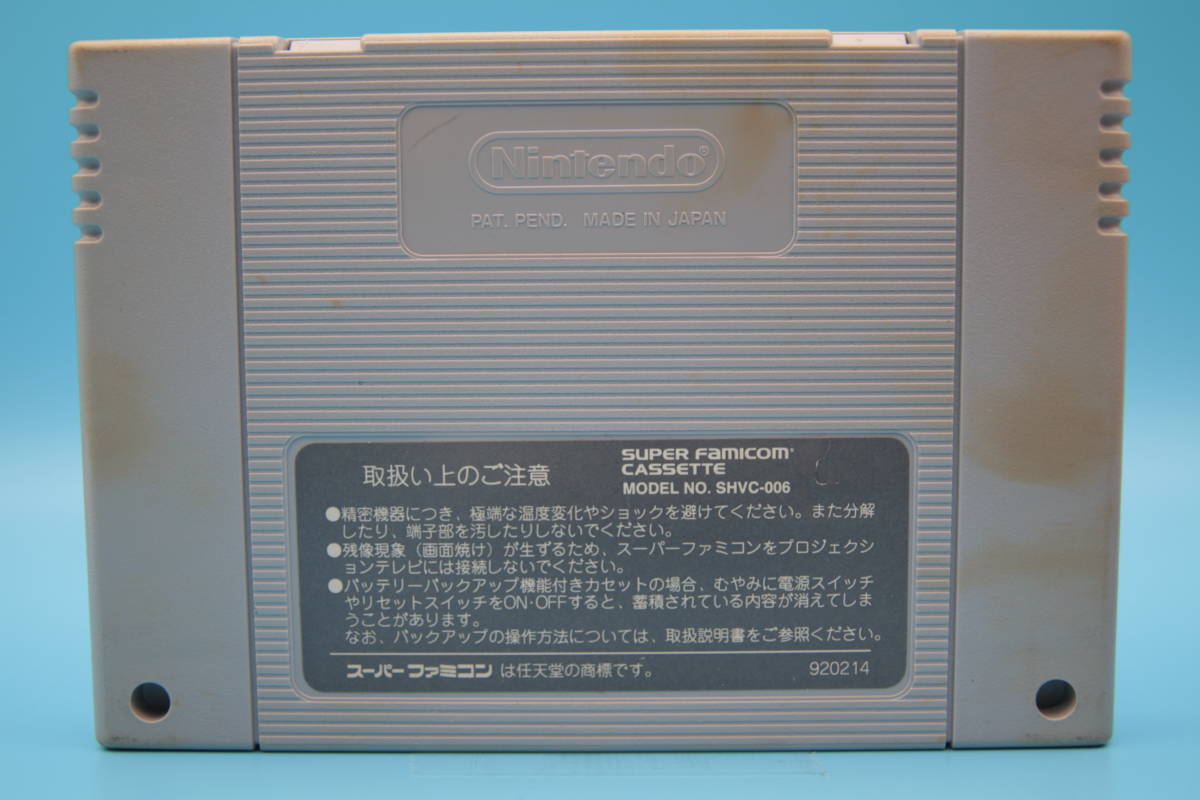 Nintendo®
PAT. PEND. MADE IN JAPAN
取扱い上のご注意
SUPER FAMICOM®
CASSETTE
MODEL NO. SHVC-006
●精密機器につき、極端な温度変化やショックを避けてください。また分解
したり、端子部を汚したりしないでください。
●残像現象（画面焼け）が生ずるため、スーパーファミコンをプロジェクシ
ョンテレビには接続しないでください。
●バッテリーバックアップ機能付きカセットの場合、むやみに電源スイッチ
やリセットスイッチをON・OFFすると、蓄積されている内容が消えてしま
うことがあります。
なお、バックアップの操作方法については、取扱説明書をご参照ください。
スーパーファミコン は任天堂の商標です。
920214